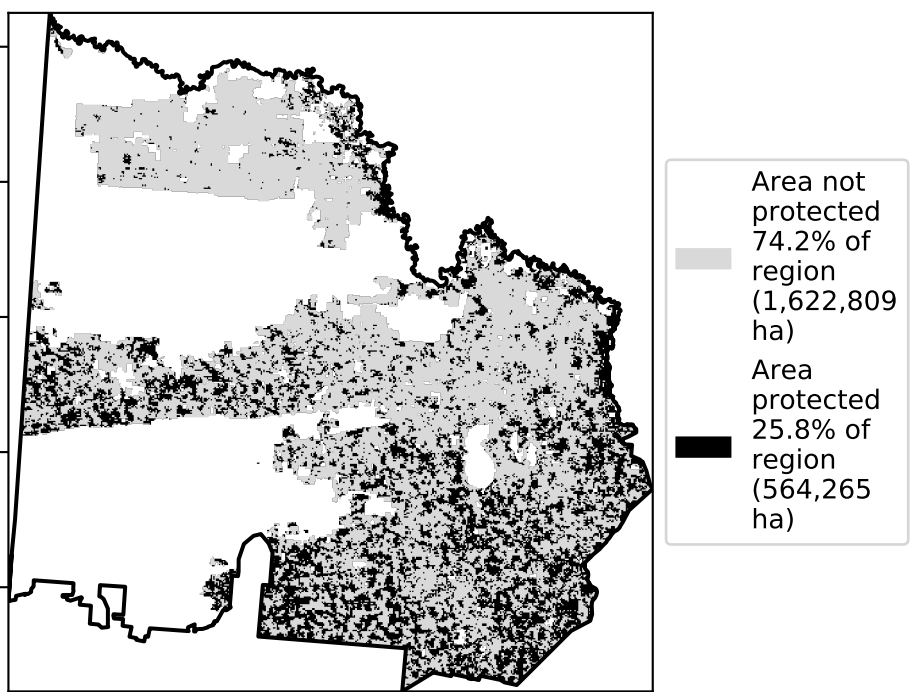 Area not
protected
74.2% of
region
(1,622,809
ha)
Area
protected
25.8% of
region
(564,265
ha)